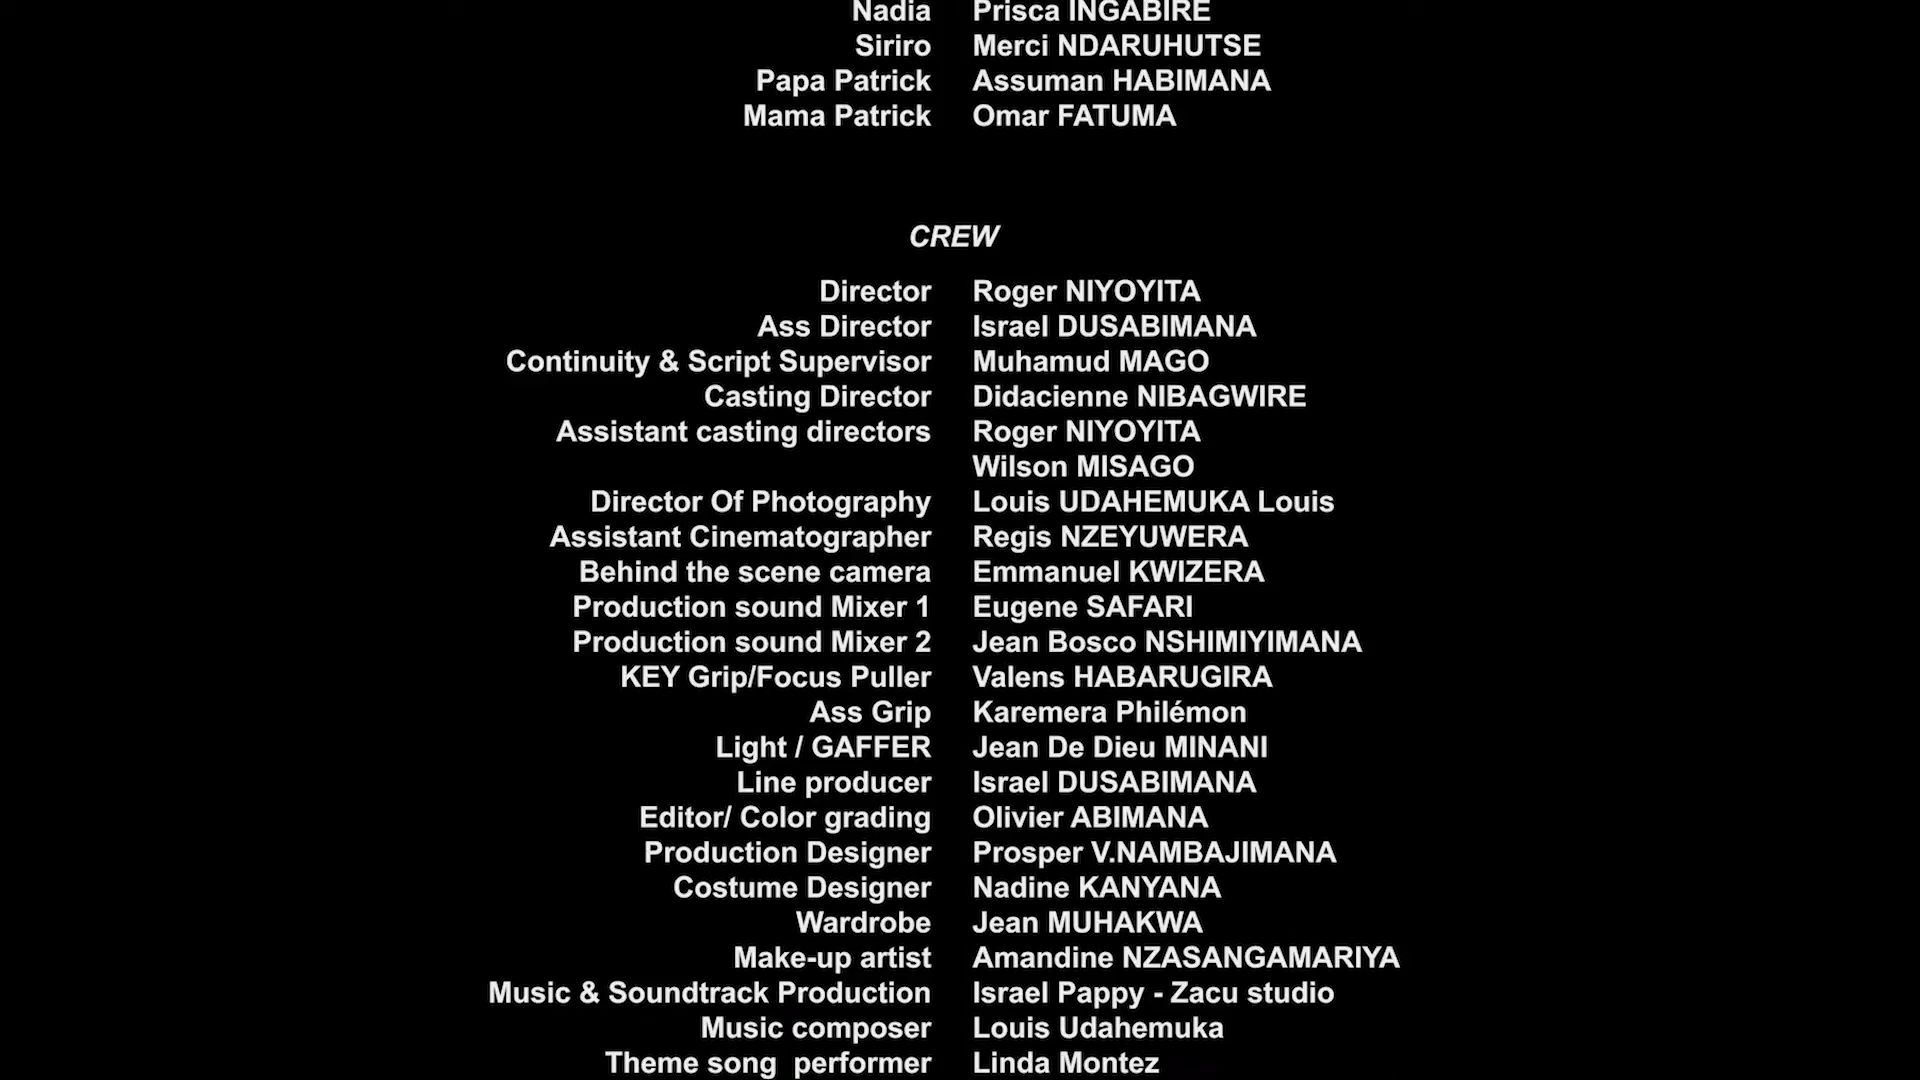 Nadia Prisca INGABIRE
Siriro Merci NDARUHUTSE
Papa Patrick Assuman HABIMANA
Mama Patrick Omar FATUMA
CREW
Director Roger NIYOYITA
Ass Director Israel DUSABIMANA
Continuity & Script Supervisor Muhamud MAGO
Casting Director Didacienne NIBAGWIRE
Assistant casting directors Roger NIYOYITA
Wilson MISAGO
Director Of Photography Louis UDAHEMUKA Louis
Assistant Cinematographer Regis NZEYUWERA
Behind the scene camera Emmanuel KWIZERA
Production sound Mixer 1 Eugene SAFARI
Production sound Mixer 2 Jean Bosco NSHIMIYIMANA
KEY Grip/Focus Puller Valens HABARUGIRA
Ass Grip Karemera Philémon
Light / GAFFER Jean De Dieu MINANI
Line producer Israel DUSABIMANA
Editor/ Color grading Olivier ABIMANA
Production Designer Prosper V.NAMBAJIMANA
Costume Designer Nadine KANYANA
Wardrobe Jean MUHAKWA
Make-up artist Amandine NZASANGAMARIYA
Music & Soundtrack Production Israel Pappy - Zacu studio
Music composer Louis Udahemuka
Theme song  performer Linda Montez